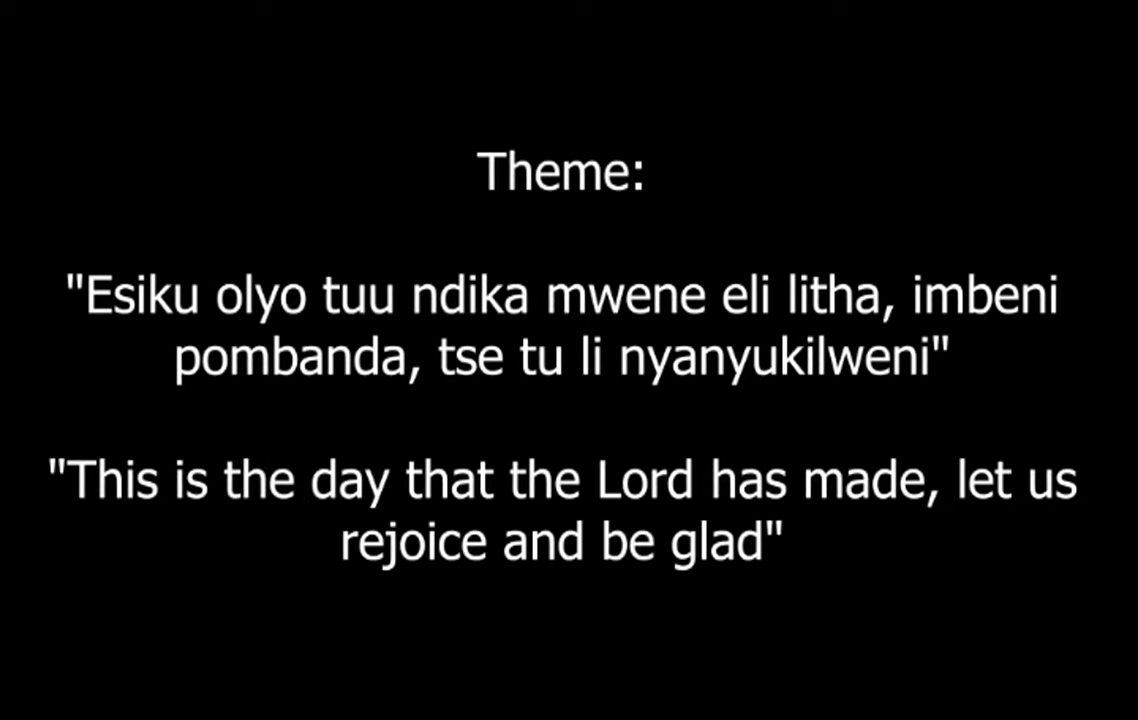 Theme:
"Esiku olyo tuu ndika mwene eli litha, imbeni
pombanda, tse tu li nyanyukilweni"
"This is the day that the Lord has made, let us
rejoice and be glad"